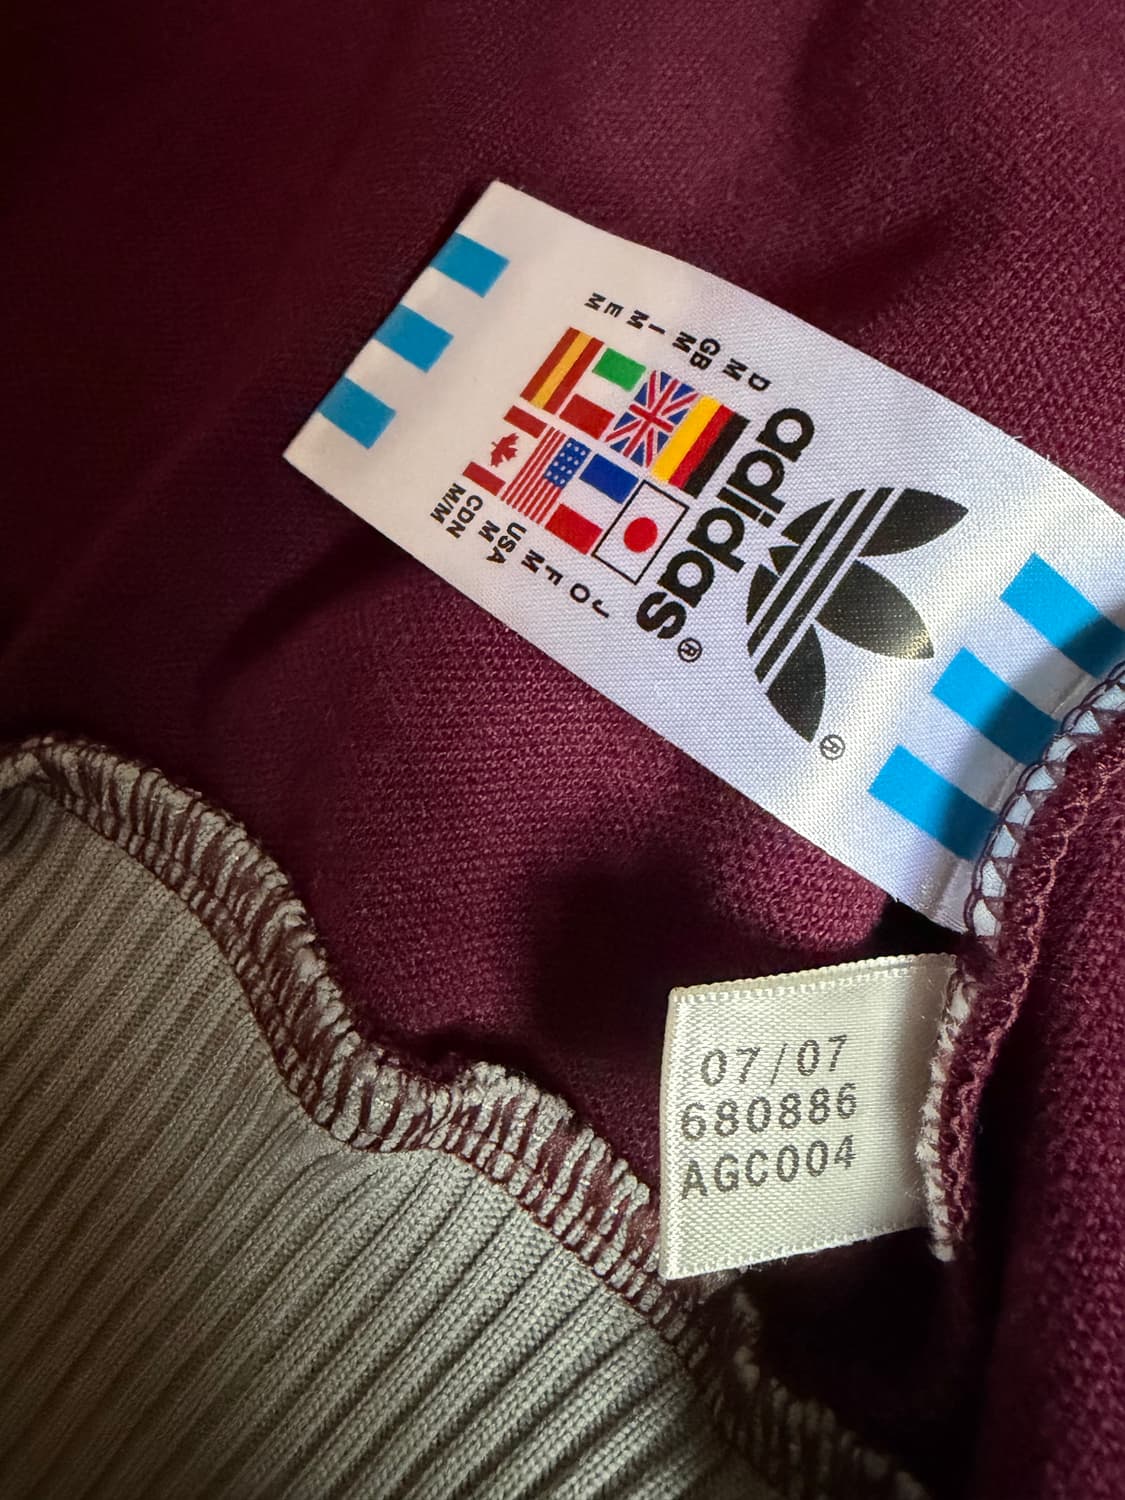 ®
adidas®
D
M
GB
M
I
M
E
M
J
O
F
M
USA
M
CDN
M/M
07/07
680886
AGC004